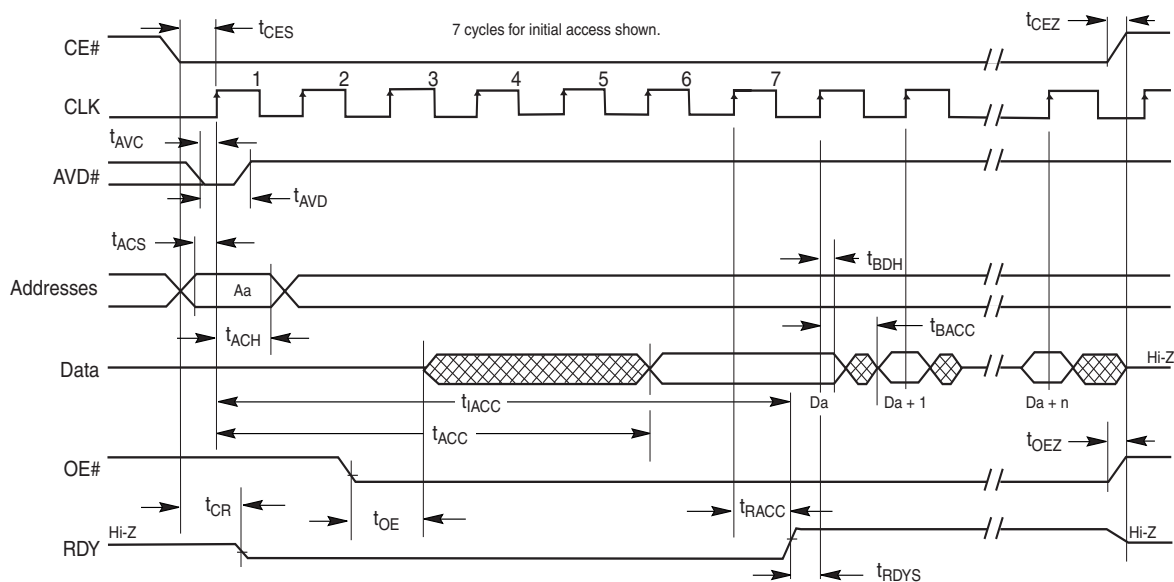 tCES
7 cycles for initial access shown.
tCEZ
CE#
1 2 3 4 5 6 7
CLK
tAVC
AVD#
tAVD
tACS
tBDH
Addresses
Aa
tACH
tBACC
Data
Hi-Z
tIACC
Da
Da + 1
Da + n
tACC
tOEZ
OE#
tCR
tOE
tRACC
Hi-Z
Hi-Z
RDY
tRDYS